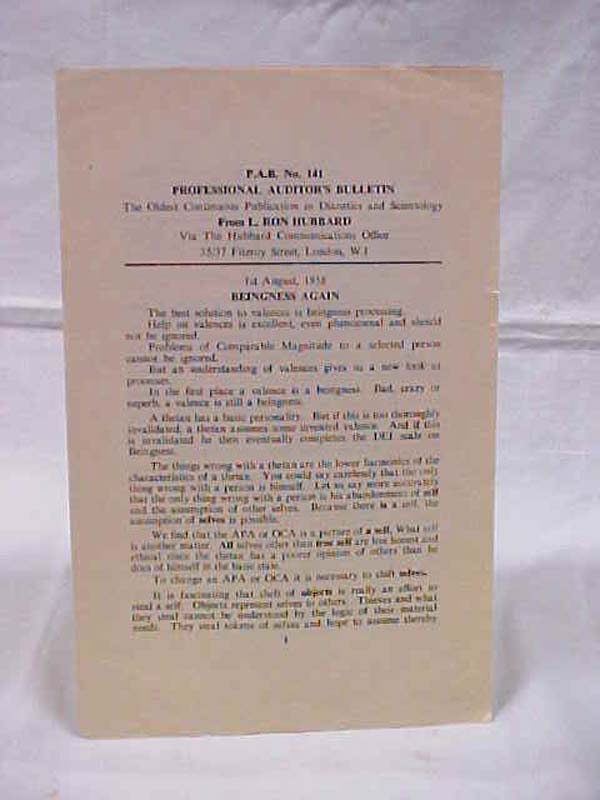 P.A.B. No. 141
PROFESSIONAL AUDITOR'S BULLETIN
The Oldest Continuous Publication in Dianetics and Scientology
From L. RON HUBBARD
Via The Hubbard Communications Office
35/37 Fitzroy Street, London, W.1
1st August, 1958
BEINGNESS AGAIN
The best solution to valences is beingness processing.
Help on valences is excellent, even phenomenal and should
not be ignored.
Problems of Comparable Magnitude to a selected person
cannot be ignored.
But an understanding of valences gives us a new look at
processes.
In the first place a valence is a beingness. Bad, crazy or
superb, a valence is still a beingness.
A thetan has a basic personality. But if this is too thoroughly
invalidated, a thetan assumes some invented valence. And if this
is invalidated he then eventually completes the DEI scale on
Beingness.
The things wrong with a thetan are the lower harmonics of the
characteristics of a thetan. You could say carelessly that the only
thing wrong with a person is himself. Let us say more accurately
that the only thing wrong with a person is his abandonment of self
and the assumption of other selves. Because there is a self, the
assumption of selves is possible.
We find that the APA or OCA is a picture of a self. What self
is another matter. All selves other than true self are less honest and
ethical since the thetan has a poorer opinion of others than he
does of himself in the basic state.
To change an APA or OCA it is necessary to shift selves.
It is fascinating that theft of objects is really an effort to
steal a self. Objects represent selves to others. Thieves and what
they steal cannot be understood by the logic of their material
needs. They steal tokens of selves and hope to assume thereby
1